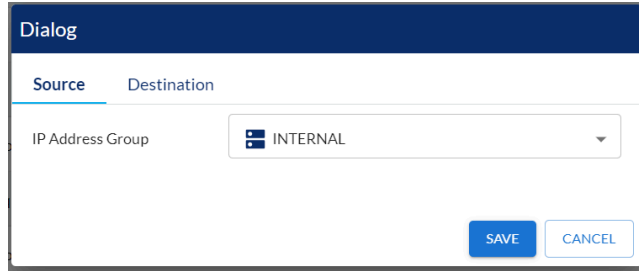 Dialog
Source Destination
IP Address Group INTERNAL
SAVE CANCEL